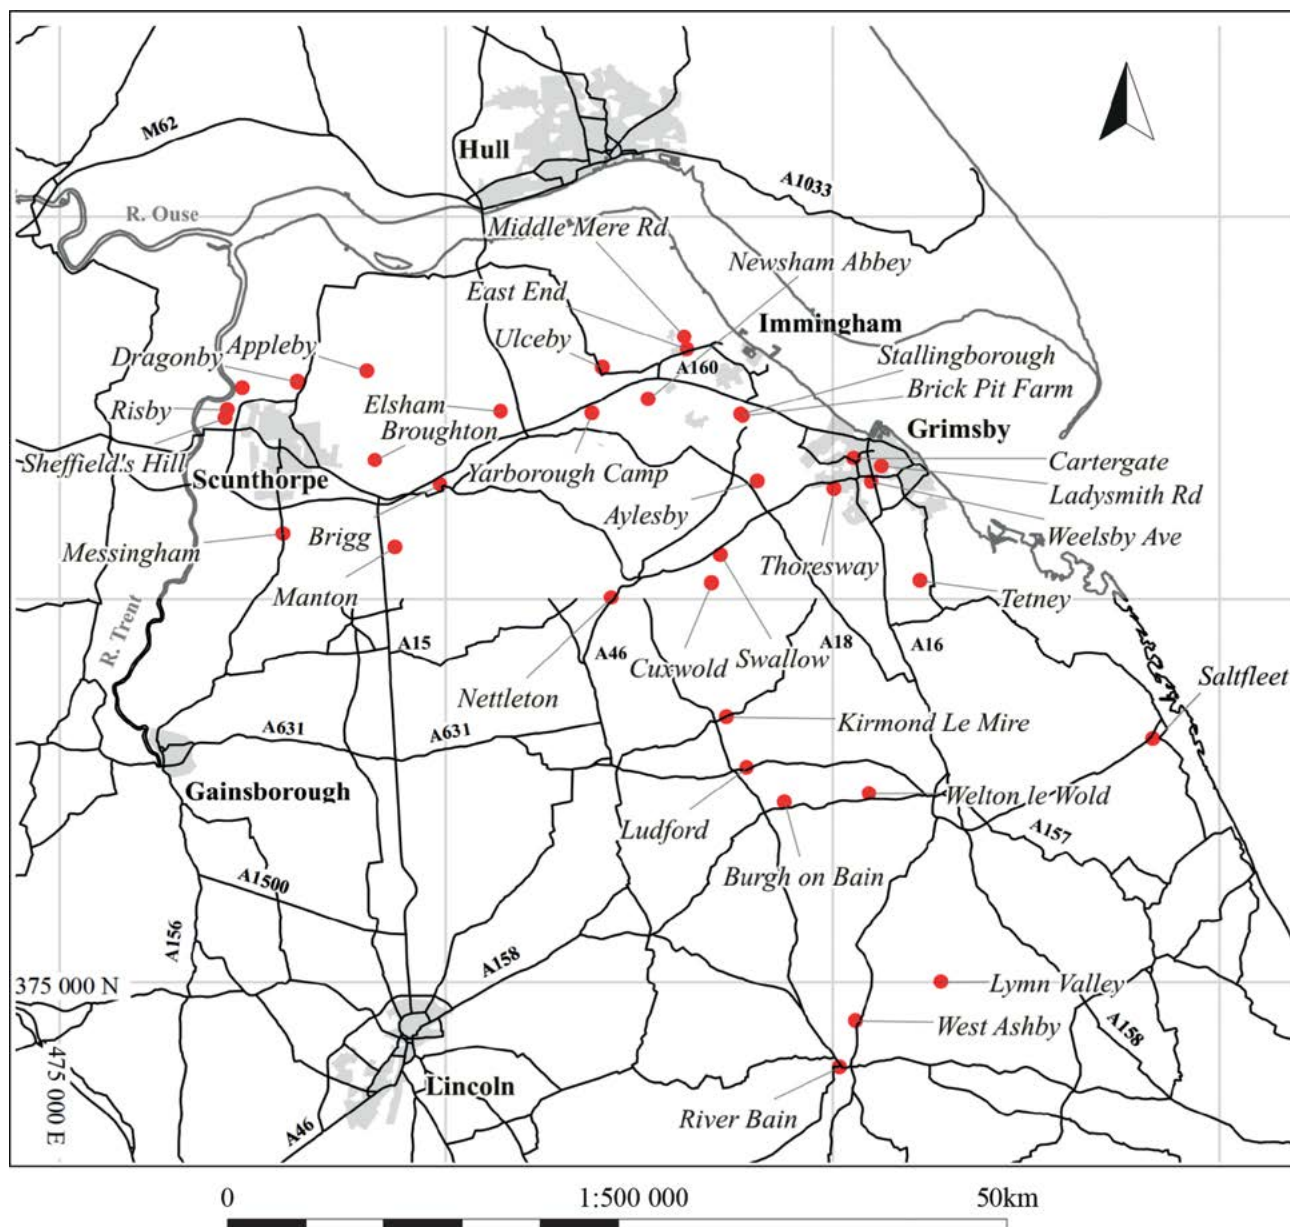 M62
Hull
A1033
R. Ouse
Middle Mere Rd
Newsham Abbey
East End
Immingham
Ulceby
Stallingborough
Appleby
Dragonby
A160
Brick Pit Farm
Risby
Elsham
Grimsby
Broughton
Cartergate
Sheffield's Hill
Scunthorpe
Yarborough Camp
Ladysmith Rd
Aylesby
Brigg
Weelsby Ave
Messingham
Thoresway
Manton
Tetney
R. Trent
A15
A46
Cuxwold
Swallow
A18
A16
Saltfleet
Nettleton
Kirmond Le Mire
A631
A631
Gainsborough
Welton le Wold
Ludford
A157
Burgh on Bain
A1500
A156
A158
375 000 N
Lymn Valley
West Ashby
A158
475 000 E
Lincoln
River Bain
A46
0 1:500 000 50km